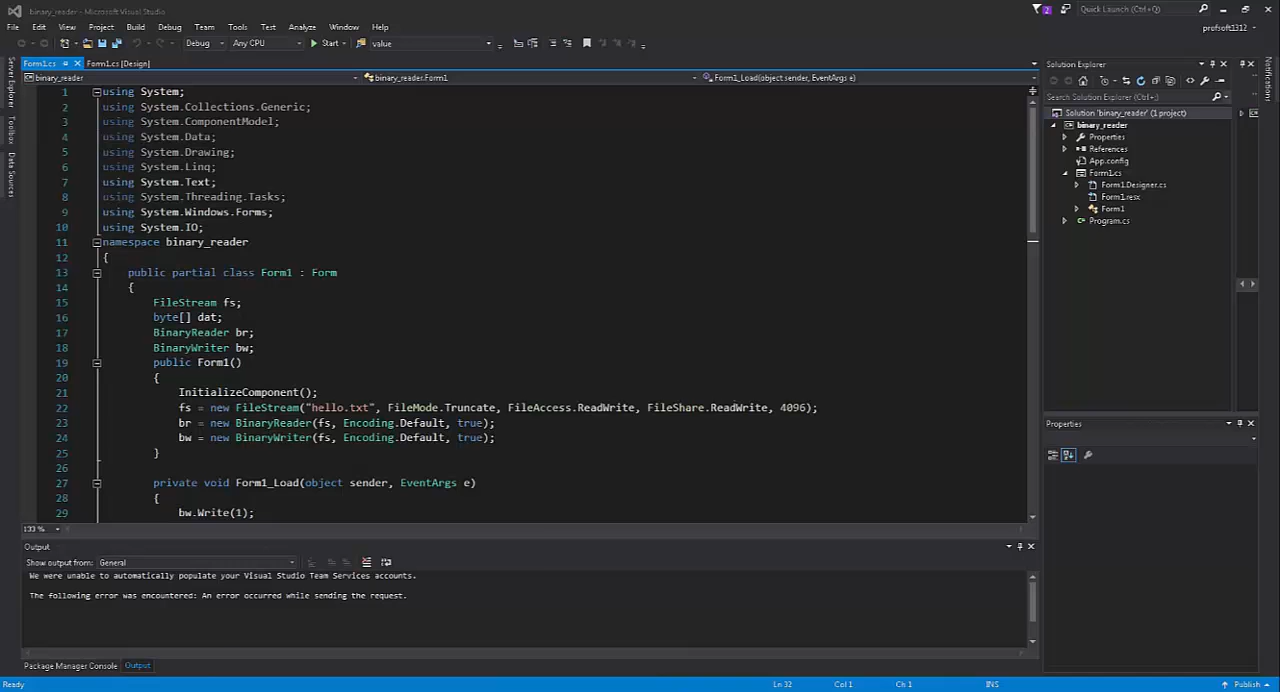 binary_reader - Microsoft Visual Studio
2
Quick Launch (Ctrl+Q)
File Edit View Project Build Debug Team Tools Test Analyze Window Help
profsoft1312
Debug Any CPU Start value
Server Explorer
Toolbox
Data Sources
Notifications
Form1.cs Form1.cs [Design]
binary_reader binary_reader.Form1 Form1_Load(object sender, EventArgs e)
1 using System;
2 using System.Collections.Generic;
3 using System.ComponentModel;
4 using System.Data;
5 using System.Drawing;
6 using System.Linq;
7 using System.Text;
8 using System.Threading.Tasks;
9 using System.Windows.Forms;
10 using System.IO;
11 namespace binary_reader
12 {
13 public partial class Form1 : Form
14 {
15 FileStream fs;
16 byte[] dat;
17 BinaryReader br;
18 BinaryWriter bw;
19 public Form1()
20 {
21 InitializeComponent();
22 fs = new FileStream("hello.txt", FileMode.Truncate, FileAccess.ReadWrite, FileShare.ReadWrite, 4096);
23 br = new BinaryReader(fs, Encoding.Default, true);
24 bw = new BinaryWriter(fs, Encoding.Default, true);
25 }
26
27 private void Form1_Load(object sender, EventArgs e)
28 {
29 bw.Write(1);
133 %
Output
Show output from: General
We were unable to automatically populate your Visual Studio Team Services accounts.
The following error was encountered: An error occurred while sending the request.
Package Manager Console Output
Solution Explorer
Search Solution Explorer (Ctrl+;)
Solution 'binary_reader' (1 project)
binary_reader
Properties
References
App.config
Form1.cs
Form1.Designer.cs
Form1.resx
Form1
Program.cs
Properties
Ready Ln 32 Col 1 Ch 1 INS Publish